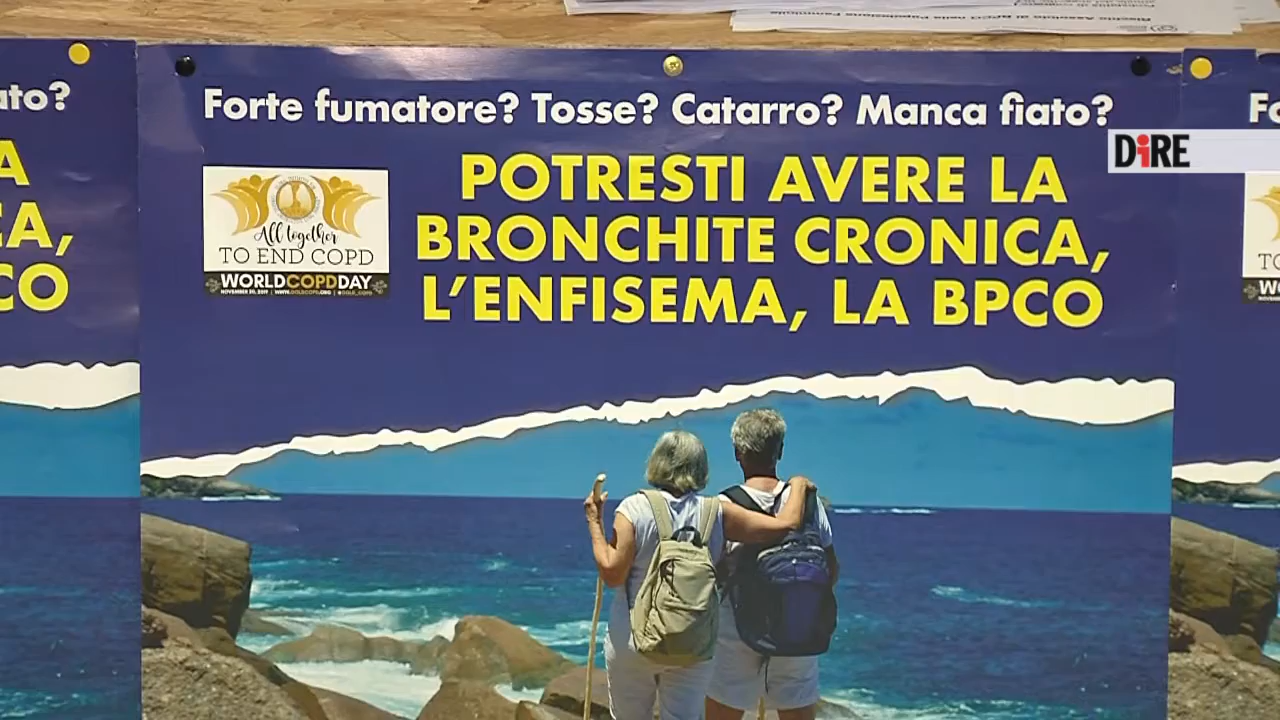 Forte fumatore? Tosse? Catarro? Manca fiato?
POTRESTI AVERE LA
BRONCHITE CRONICA,
L'ENFISEMA, LA BPCO
All together
TO END COPD
WORLDCOPDDAY
DiRE
ato?
A
CA,
CO
Fo
TO
WO